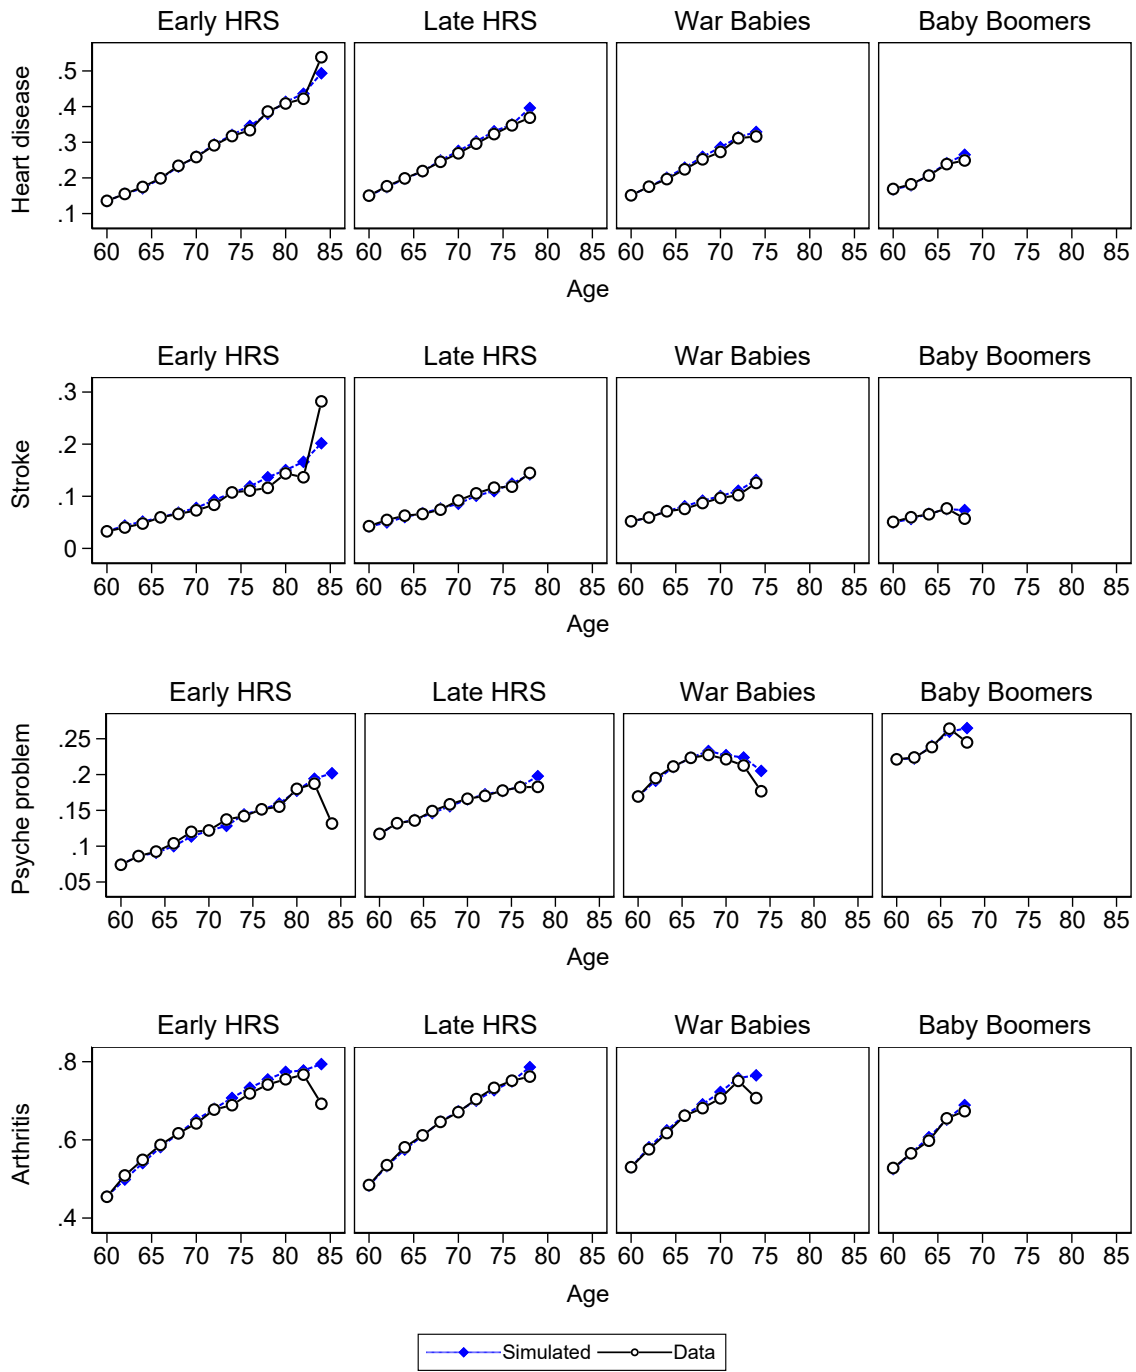 Early HRS Late HRS War Babies Baby Boomers
Heart disease
.5
.4
.3
.2
.1
60 65 70 75 80 85 60 65 70 75 80 85 60 65 70 75 80 85 60 65 70 75 80 85
Age
Early HRS Late HRS War Babies Baby Boomers
Stroke
.3
.2
.1
0
60 65 70 75 80 85 60 65 70 75 80 85 60 65 70 75 80 85 60 65 70 75 80 85
Age
Early HRS Late HRS War Babies Baby Boomers
Psyche problem
.25
.2
.15
.1
.05
60 65 70 75 80 85 60 65 70 75 80 85 60 65 70 75 80 85 60 65 70 75 80 85
Age
Early HRS Late HRS War Babies Baby Boomers
Arthritis
.8
.6
.4
60 65 70 75 80 85 60 65 70 75 80 85 60 65 70 75 80 85 60 65 70 75 80 85
Age
Simulated Data